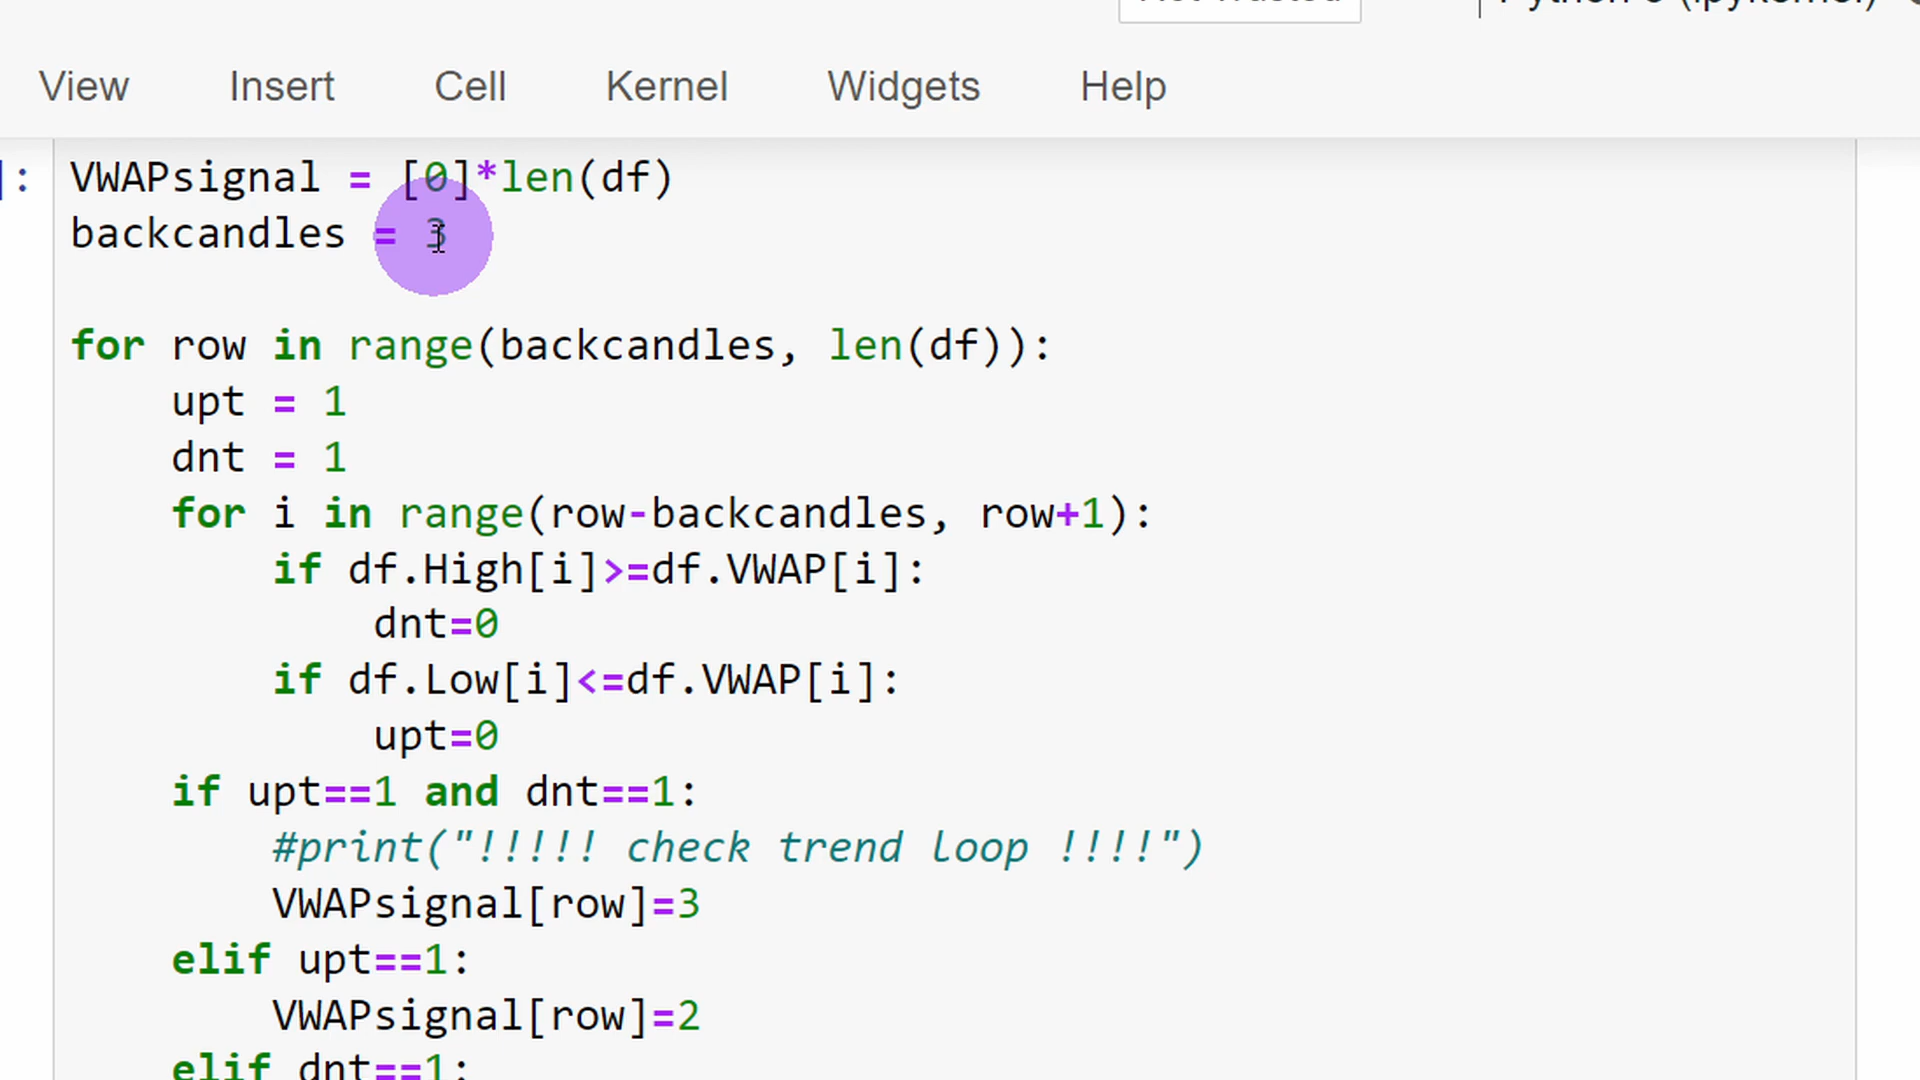 View Insert Cell Kernel Widgets Help
]:
VWAPsignal = [0]*len(df)
backcandles = 3
for row in range(backcandles, len(df)):
    upt = 1
    dnt = 1
    for i in range(row-backcandles, row+1):
        if df.High[i]>=df.VWAP[i]:
            dnt=0
        if df.Low[i]<=df.VWAP[i]:
            upt=0
    if upt==1 and dnt==1:
        #print("!!!!! check trend loop !!!!")
        VWAPsignal[row]=3
    elif upt==1:
        VWAPsignal[row]=2
    elif dnt==1: